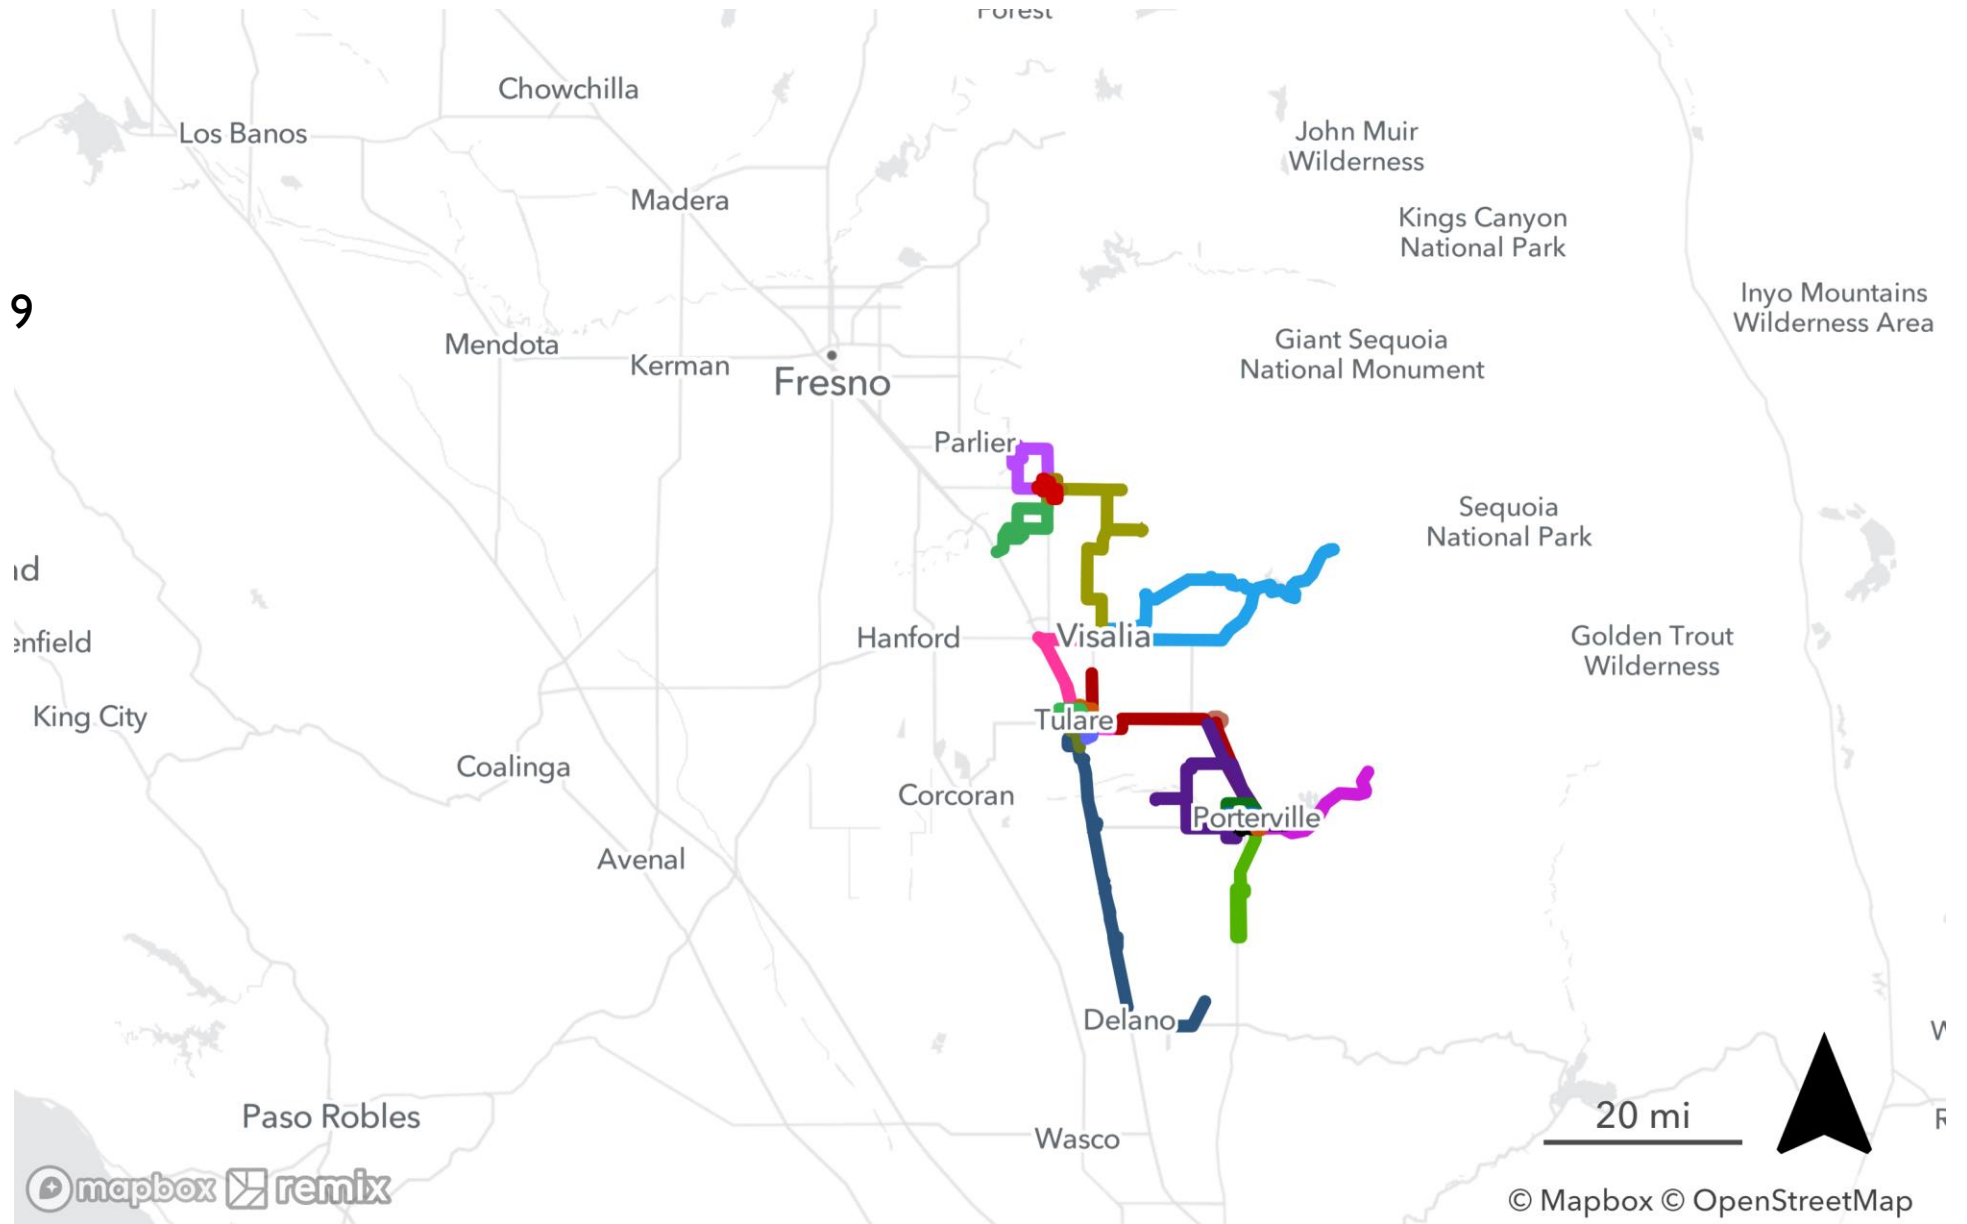 Forest
Chowchilla
Los Banos
John Muir
Wilderness
Madera
Kings Canyon
National Park
Inyo Mountains
Wilderness Area
9
Mendota
Kerman
Giant Sequoia
National Monument
Fresno
Parlier
Sequoia
National Park
nd
enfield
Hanford
Visalia
Golden Trout
Wilderness
King City
Tulare
Coalinga
Corcoran
Porterville
Avenal
Delano
Paso Robles
20 mi
Wasco
mapbox remix
© Mapbox © OpenStreetMap